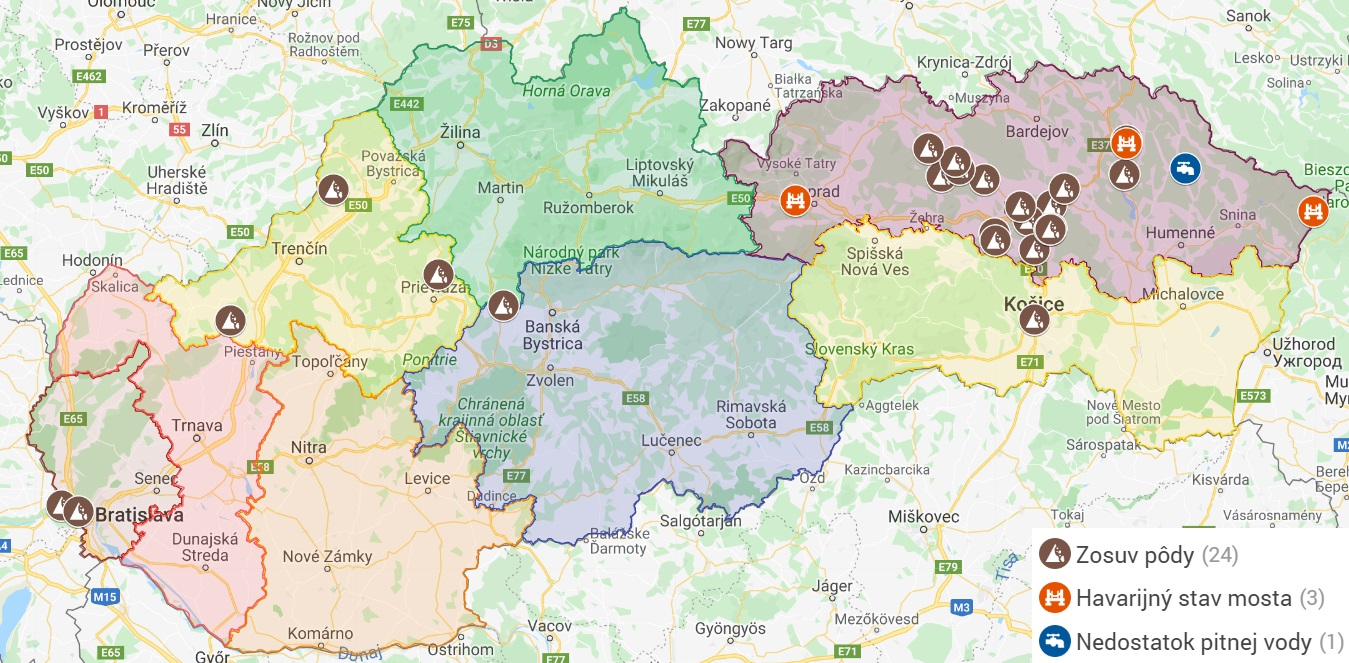 Olomouc
Nový Jičín
E75
E77
Nowy Targ
Sanok
Hranice
Rožnov pod
Radhoštěm
D3
Prostějov
Přerov
E462
Krynica-Zdrój
Lesko
Ustrzyki
Solina
Białka
Tatrzańska
Muszyna
Zakopané
Horná Orava
E442
Vyškov
1
Kroměříž
55
Zlín
Žilina
Bardejov
E371
E50
Považská
Bystrica
Liptovský
Mikuláš
Vysoké Tatry
Uherské
Hradiště
Martin
Ružomberok
E50
prad
E50
E50
Trenčín
Snina
Humenné
E65
Hodonín
Národný park
Nízke Tatry
Spišská
Nová Ves
E50
Skalica
Prievidza
Michalovce
Košice
Banská
Bystrica
Užhorod
Ужгород
Piešťany
Topoľčany
Ponitrie
Slovenský Kras
E71
Zvolen
E58
E573
Chránená
krajinná oblasť
Štiavnické
vrchy
Rimavská
Sobota
Aggtelek
Nové Mesto
pod Šiatrom
E65
Trnava
Lučenec
E58
Nitra
Sárospatak
E58
E77
Levice
Kazincbarcika
Senec
Ózd
Kisvárda
Dudince
Bratislava
Salgótarján
Miškovec
Tokaj
Vásárosnamény
Dunajská
Streda
Balážske
Ďarmoty
Nové Zámky
Zosuv pôdy (24)
Tisa
E79
M15
Jáger
M3
Havarijný stav mosta (3)
Mezőkövesd
Vacov
Gyöngyös
Komárno
Nedostatok pitnej vody (1)
Dunaj
Ostrihom
Győr
E65
E77
E71